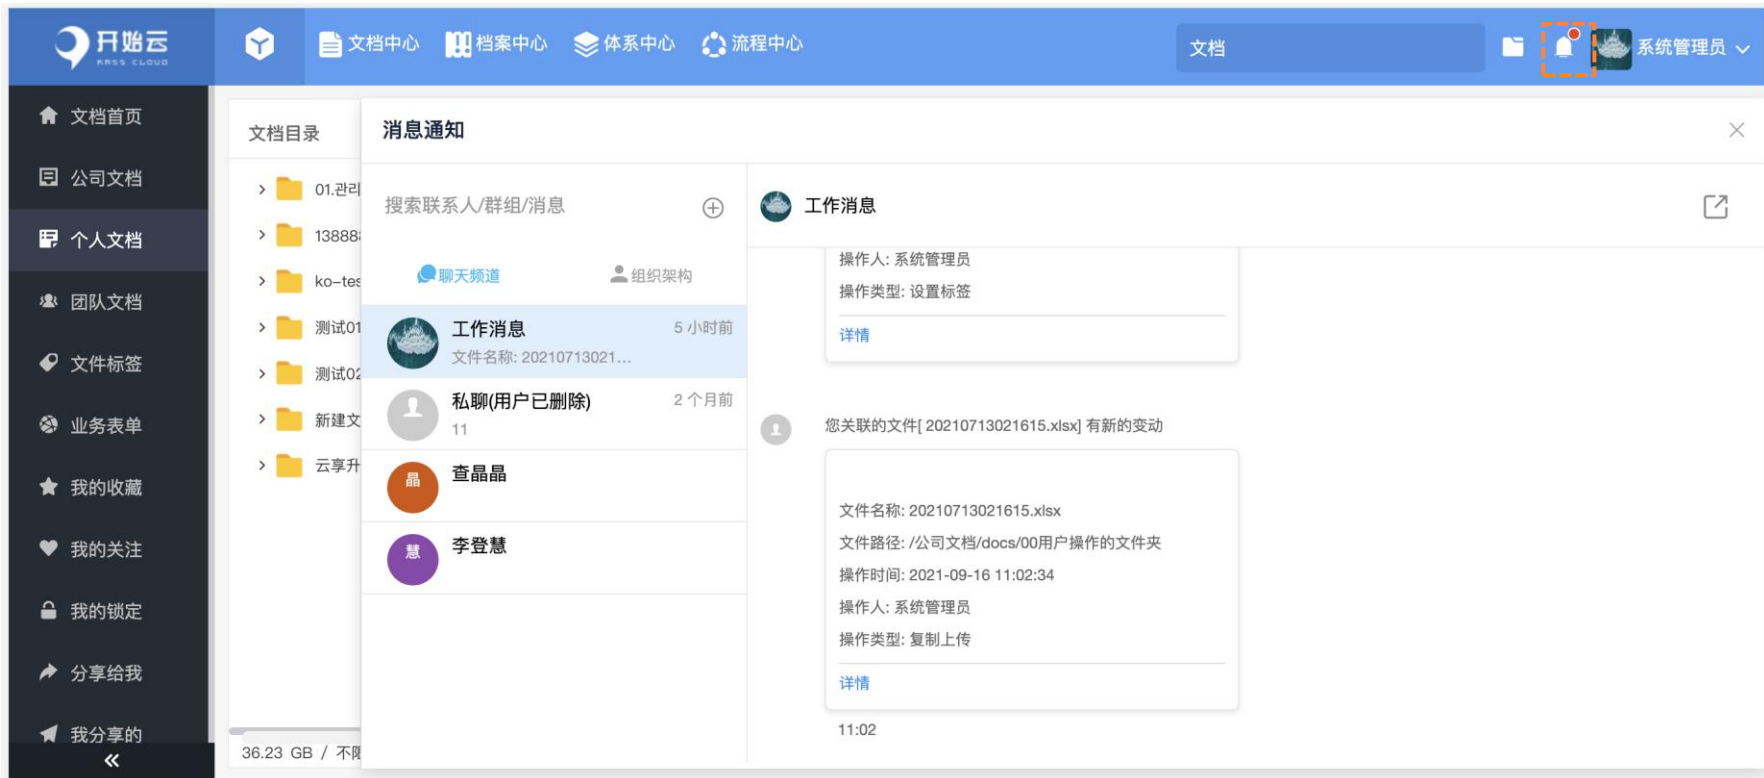 开始云
KASS CLOUD
文档中心
档案中心
体系中心
流程中心
文档
系统管理员
文档首页
公司文档
个人文档
团队文档
文件标签
业务表单
我的收藏
我的关注
我的锁定
分享给我
我分享的
文档目录
01.관리
13888
ko-tes
测试01
测试02
新建文
云享升
36.23 GB / 不限
消息通知
搜索联系人/群组/消息
聊天频道
组织架构
工作消息
5 小时前
文件名称: 20210713021...
私聊(用户已删除)
2 个月前
11
晶
查晶晶
慧
李登慧
工作消息
操作人: 系统管理员
操作类型: 设置标签
详情
您关联的文件[ 20210713021615.xlsx] 有新的变动
文件名称: 20210713021615.xlsx
文件路径: /公司文档/docs/00用户操作的文件夹
操作时间: 2021-09-16 11:02:34
操作人: 系统管理员
操作类型: 复制上传
详情
11:02